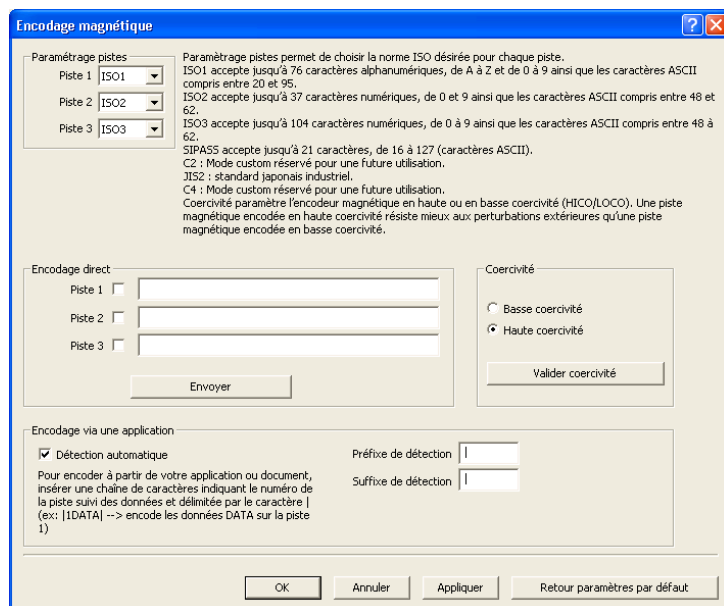 Encodage magnétique
Paramétrage pistes
Piste 1 ISO1
Piste 2 ISO2
Piste 3 ISO3
Paramètrage pistes permet de choisir la norme ISO désirée pour chaque piste.
ISO1 accepte jusqu'à 76 caractères alphanumériques, de A à Z et de 0 à 9 ainsi que les caractères ASCII
compris entre 20 et 95.
ISO2 accepte jusqu'à 37 caractères numériques, de 0 et 9 ainsi que les caractères ASCII compris entre 48 et
62.
ISO3 accepte jusqu'à 104 caractères numériques, de 0 à 9 ainsi que les caractères ASCII compris entre 48 à
62.
SIPASS accepte jusqu'à 21 caractères, de 16 à 127 (caractères ASCII).
C2 : Mode custom réservé pour une future utilisation.
JIS2 : standard japonais industriel.
C4 : Mode custom réservé pour une future utilisation.
Coercivité paramètre l'encodeur magnétique en haute ou en basse coercivité (HICO/LOCO). Une piste
magnétique encodée en haute coercivité résiste mieux aux perturbations extérieures qu'une piste
magnétique encodée en basse coercivité.
Encodage direct
Piste 1
Piste 2
Piste 3
Envoyer
Coercivité
Basse coercivité
Haute coercivité
Valider coercivité
Encodage via une application
Détection automatique
Pour encoder à partir de votre application ou document,
insérer une chaîne de caractères indiquant le numéro de
la piste suivi des données et délimitée par le caractère |
(ex: |1DATA| --> encode les données DATA sur la piste
1)
Préfixe de détection |
Suffixe de détection |
OK
Annuler
Appliquer
Retour paramètres par défaut